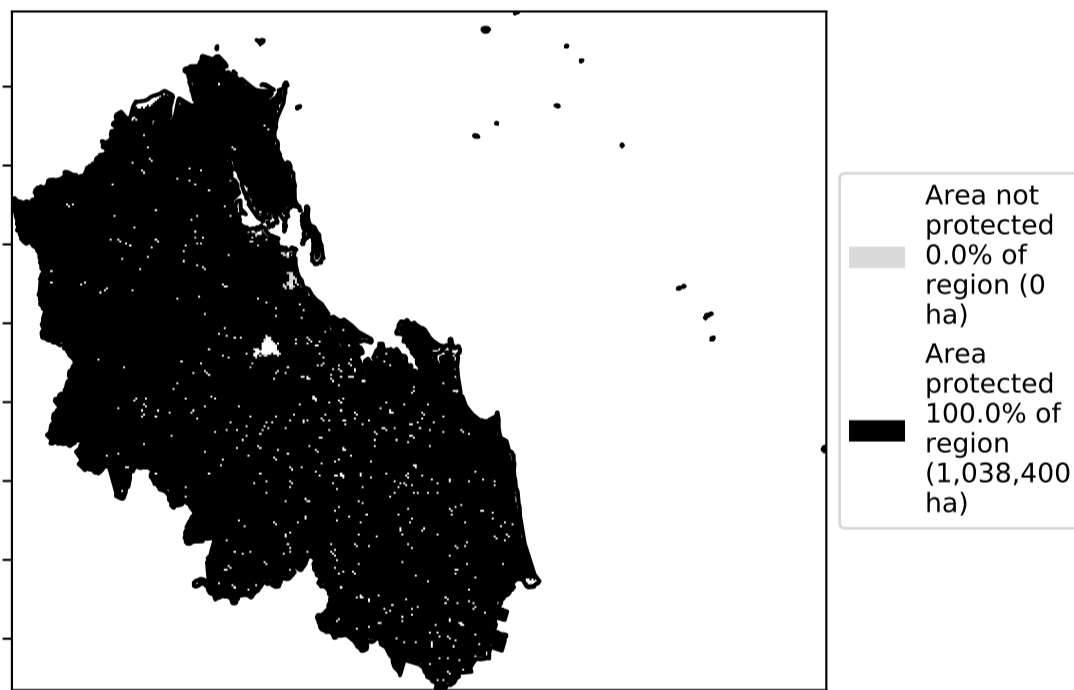 Area not
protected
0.0% of
region (0
ha)
Area
protected
100.0% of
region
(1,038,400
ha)